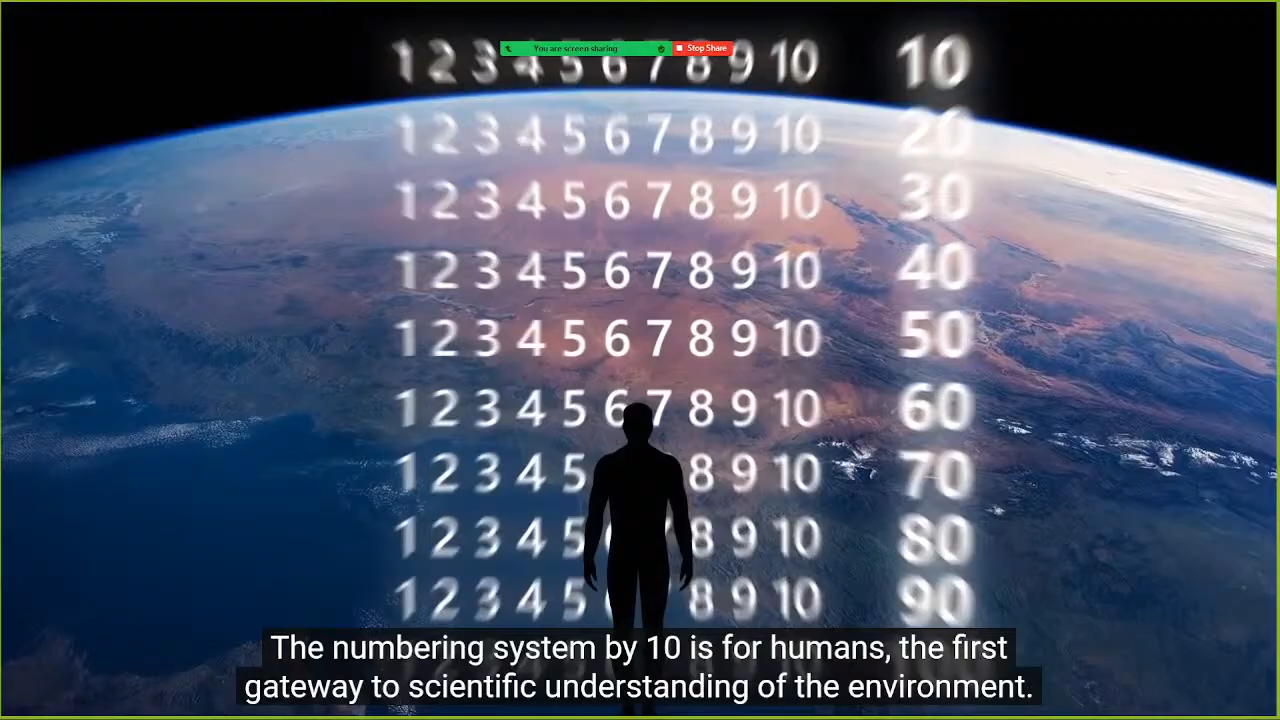 You are screen sharing Stop Share
1 2 3 4 5 6 7 8 9 10 10
1 2 3 4 5 6 7 8 9 10 20
1 2 3 4 5 6 7 8 9 10 30
1 2 3 4 5 6 7 8 9 10 40
1 2 3 4 5 6 7 8 9 10 50
1 2 3 4 5 6 7 8 9 10 60
1 2 3 4 5 8 9 10 70
1 2 3 4 5 8 9 10 80
1 2 3 4 5 8 9 10 90
The numbering system by 10 is for humans, the first
gateway to scientific understanding of the environment.